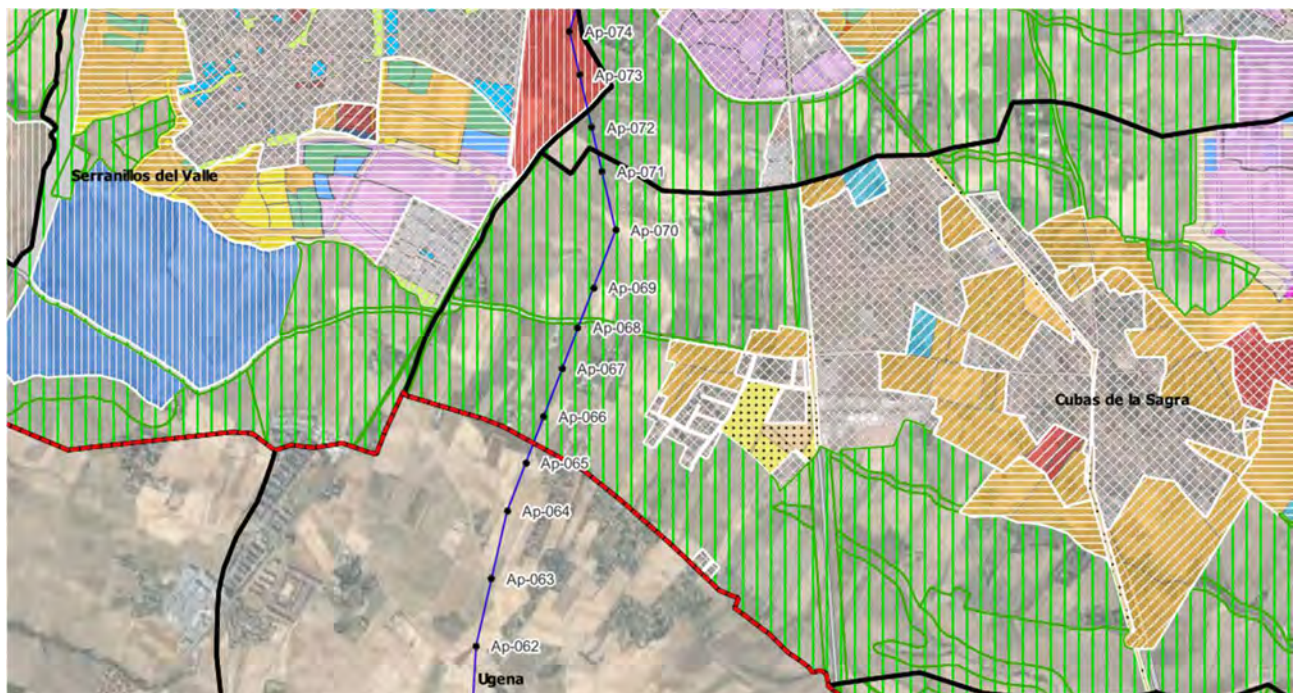 Ap-074
Ap-073
Ap-072
Ap-071
Serranillos del Valle
Ap-070
Ap-069
Ap-068
Ap-067
Cubas de la Sagra
Ap-066
Ap-065
Ap-064
Ap-063
Ap-062
Ugena